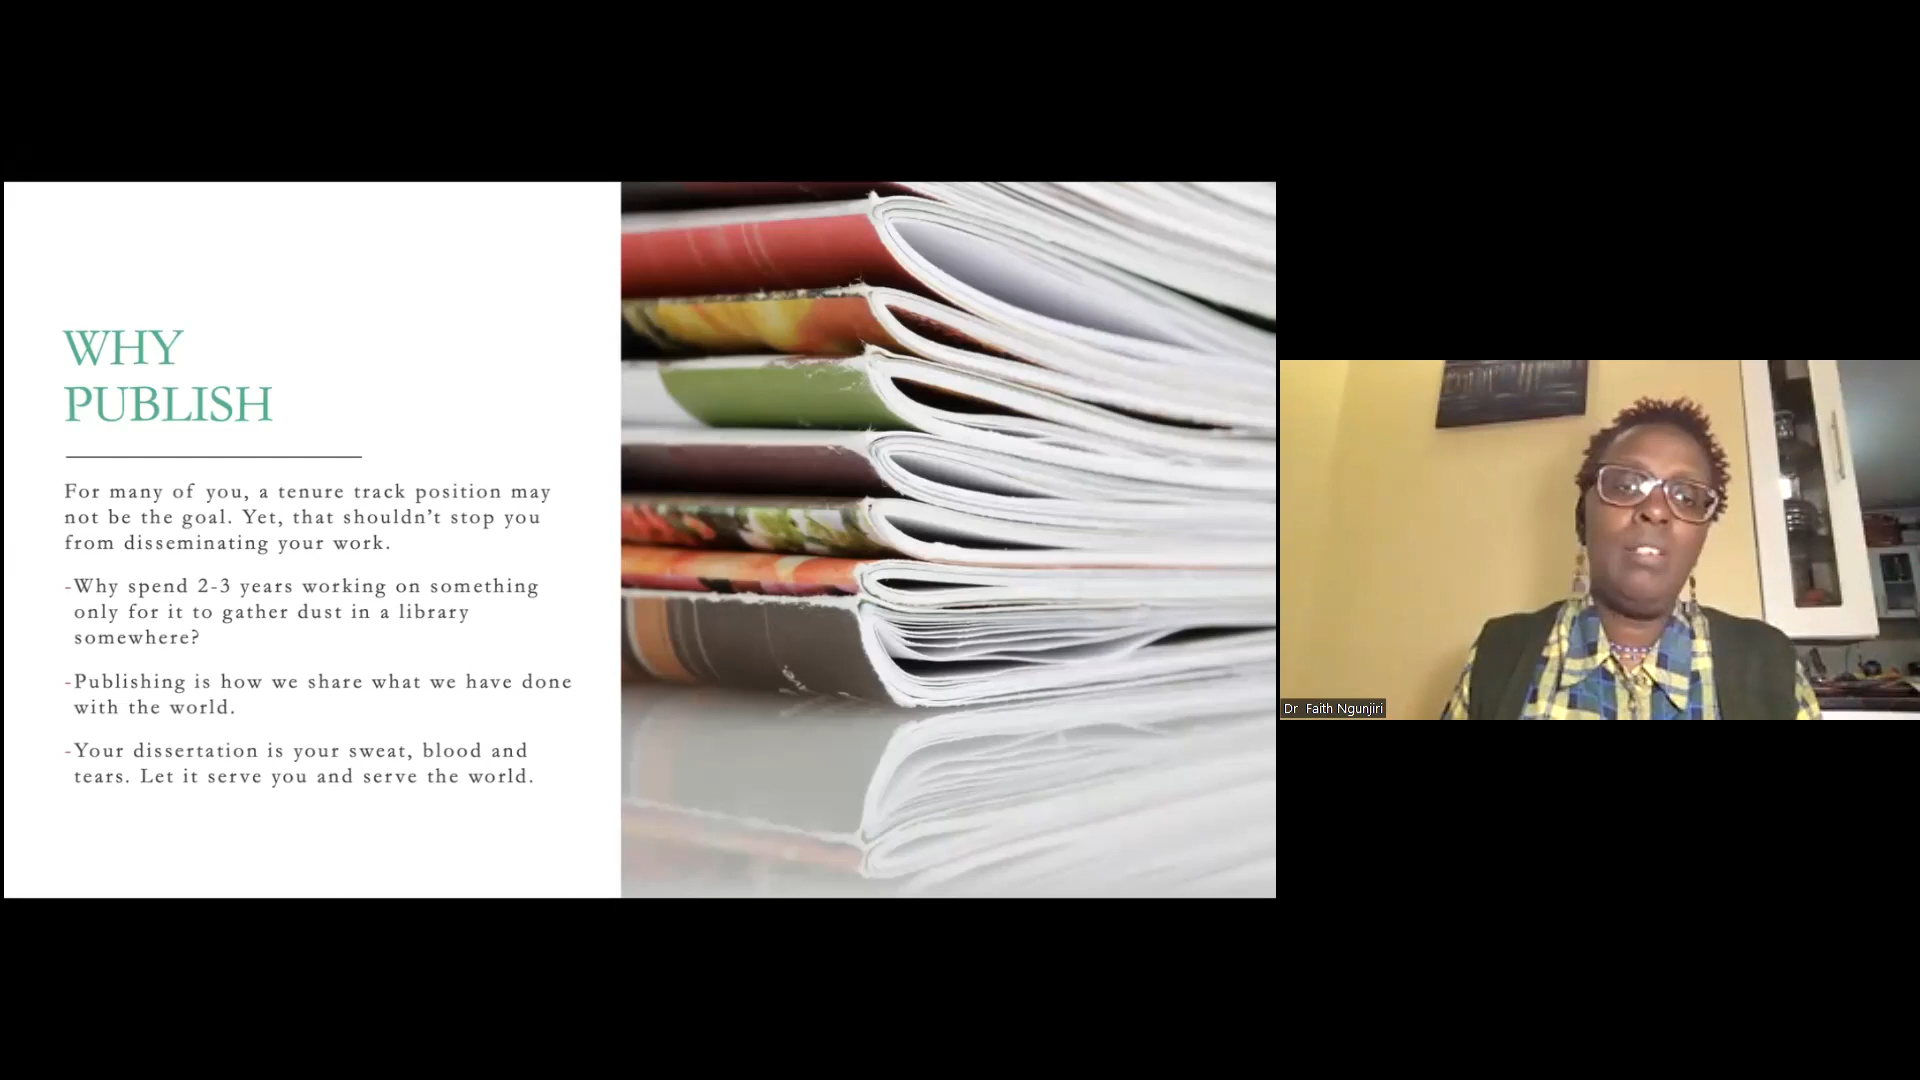 WHY
PUBLISH
For many of you, a tenure track position may
not be the goal. Yet, that shouldn’t stop you
from disseminating your work.
-Why spend 2-3 years working on something
only for it to gather dust in a library
somewhere?
-Publishing is how we share what we have done
with the world.
-Your dissertation is your sweat, blood and
tears. Let it serve you and serve the world.
Dr Faith Ngunjiri